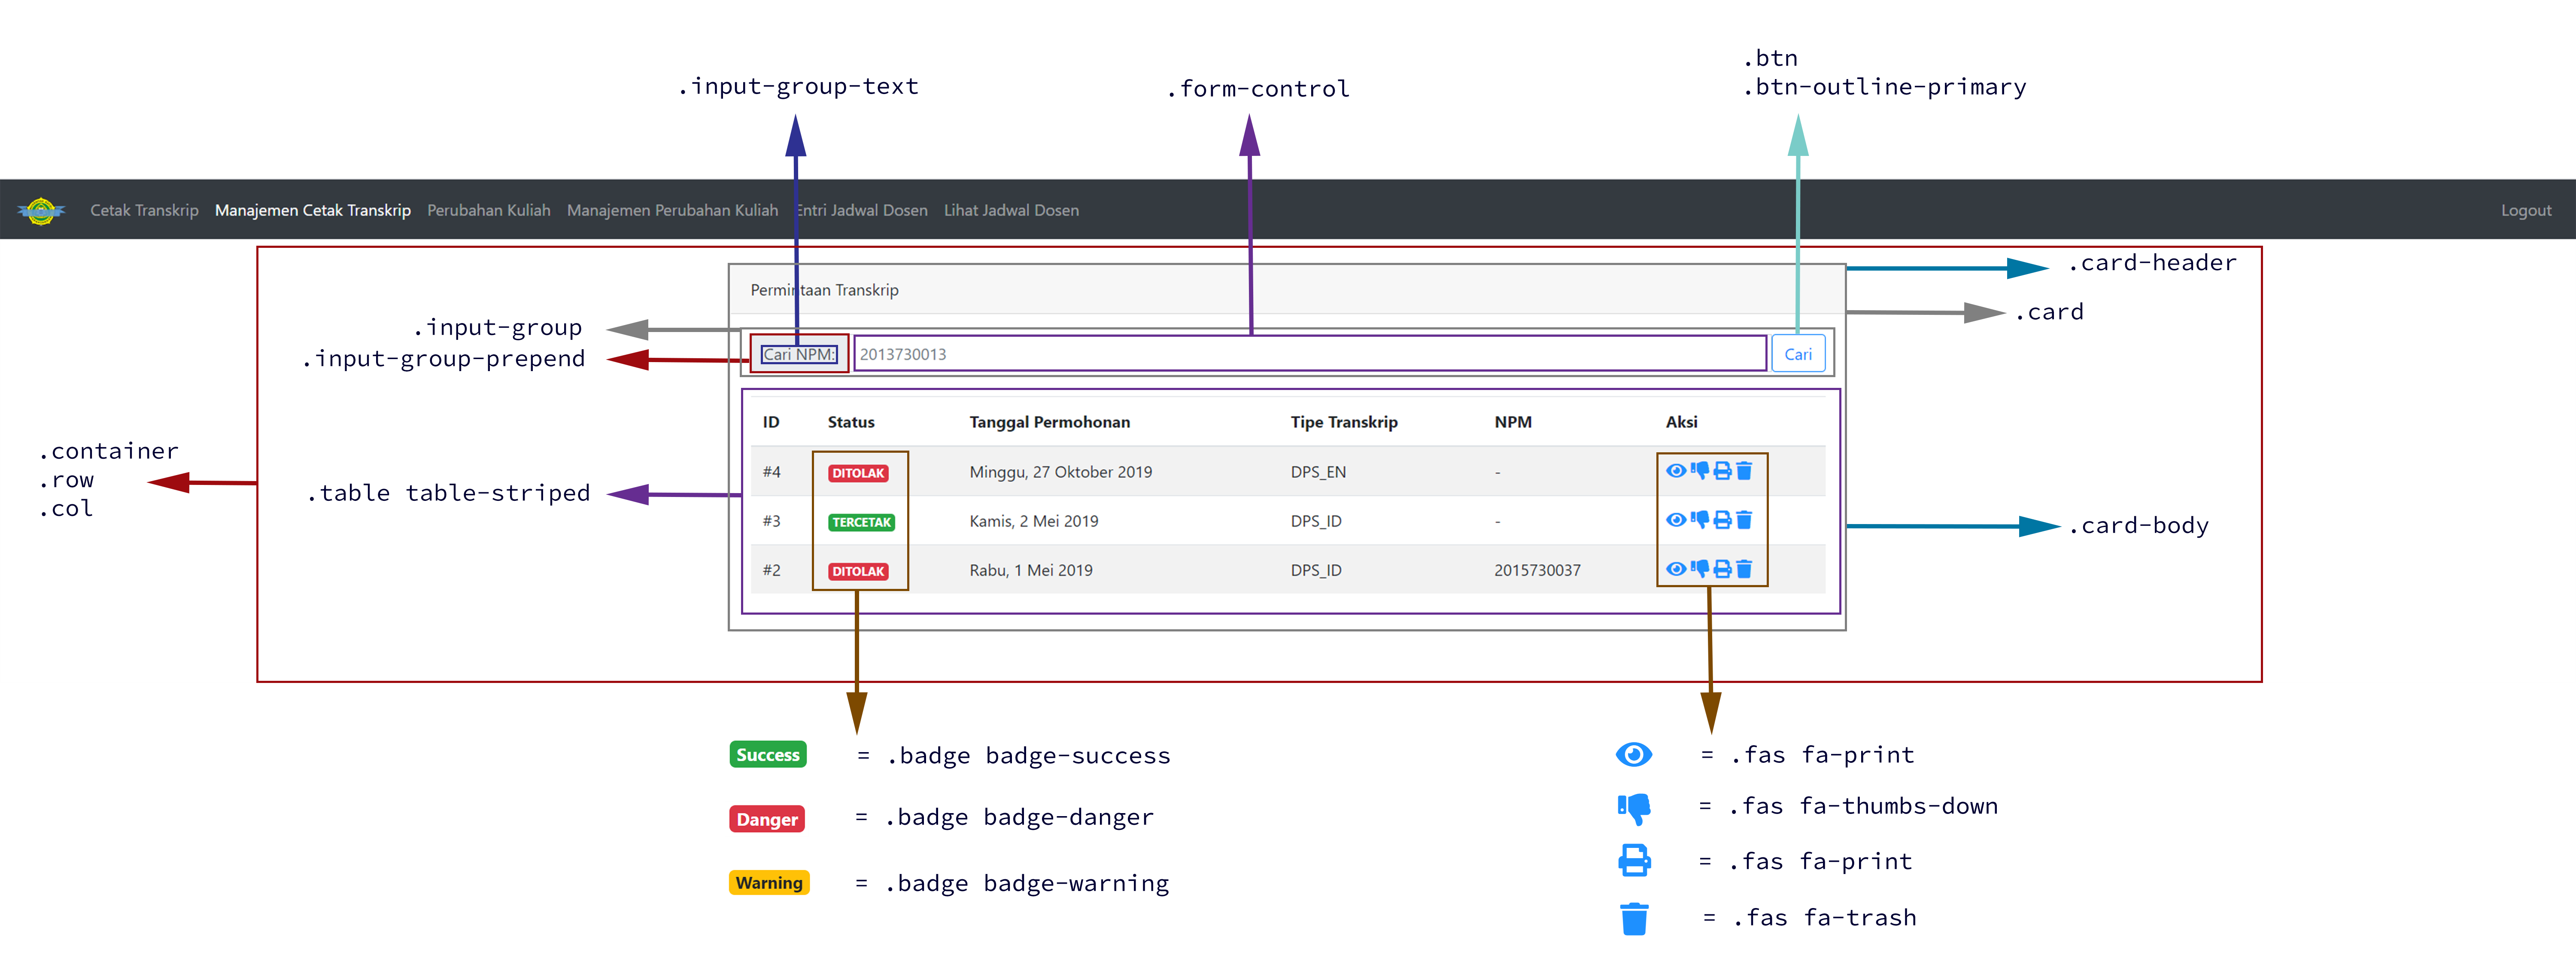 .btn
.input-group-text
.form-control
.btn-outline-primary
Cetak Transkrip Manajemen Cetak Transkrip Perubahan Kuliah Manajemen Perubahan Kuliah Entri Jadwal Dosen Lihat Jadwal Dosen Logout
.card-header
Permintaan Transkrip
.card
.input-group
.input-group-prepend
Cari NPM: 2013730013 Cari
ID Status Tanggal Permohonan Tipe Transkrip NPM Aksi
.container
.row
.col
#4 DITOLAK Minggu, 27 Oktober 2019 DPS_EN -
.table table-striped
#3 TERCETAK Kamis, 2 Mei 2019 DPS_ID -
.card-body
#2 DITOLAK Rabu, 1 Mei 2019 DPS_ID 2015730037
Success = .badge badge-success
Danger = .badge badge-danger
Warning = .badge badge-warning
= .fas fa-print
= .fas fa-thumbs-down
= .fas fa-print
= .fas fa-trash